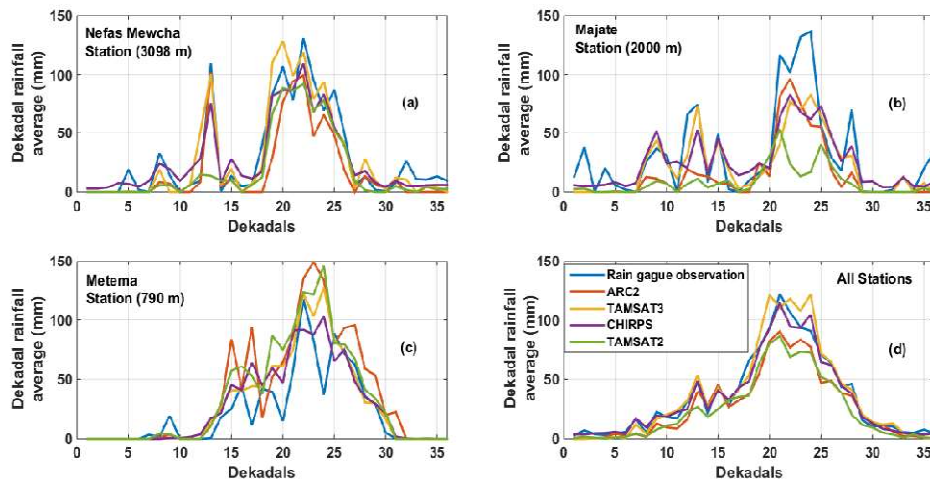 150
100
50
0
Dekadal rainfall
average (mm)
Nefas Mewcha
Station (3098 m)
(a)
0 5 10 15 20 25 30 35
Dekadals
150
100
50
0
Dekadal rainfall
average (mm)
Majate
Station (2000 m)
(b)
0 5 10 15 20 25 30 35
Dekadals
150
100
50
0
Dekadal rainfall
average (mm)
Metema
Station (790 m)
(c)
0 5 10 15 20 25 30 35
Dekadals
150
100
50
0
Dekadal rainfall
average (mm)
Rain gague observation
ARC2
TAMSAT3
CHIRPS
TAMSAT2
All Stations
(d)
0 5 10 15 20 25 30 35
Dekadals